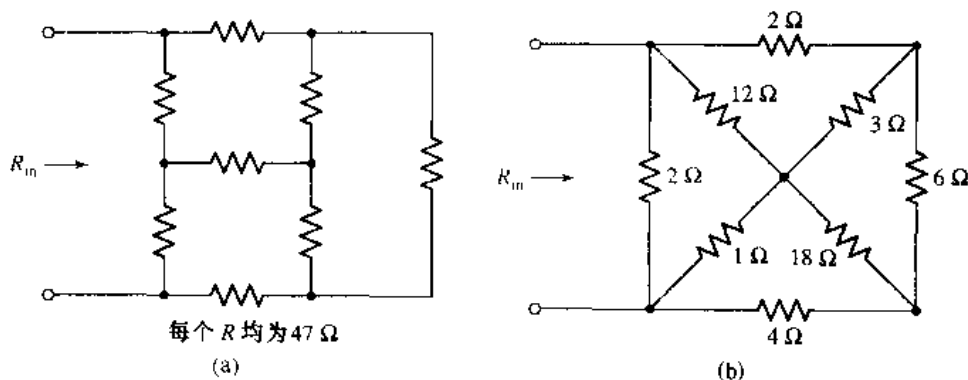 R_in →
每个 R 均为 47 Ω
(a)
2 Ω
12 Ω
3 Ω
R_in →
2 Ω
6 Ω
1 Ω
18 Ω
4 Ω
(b)